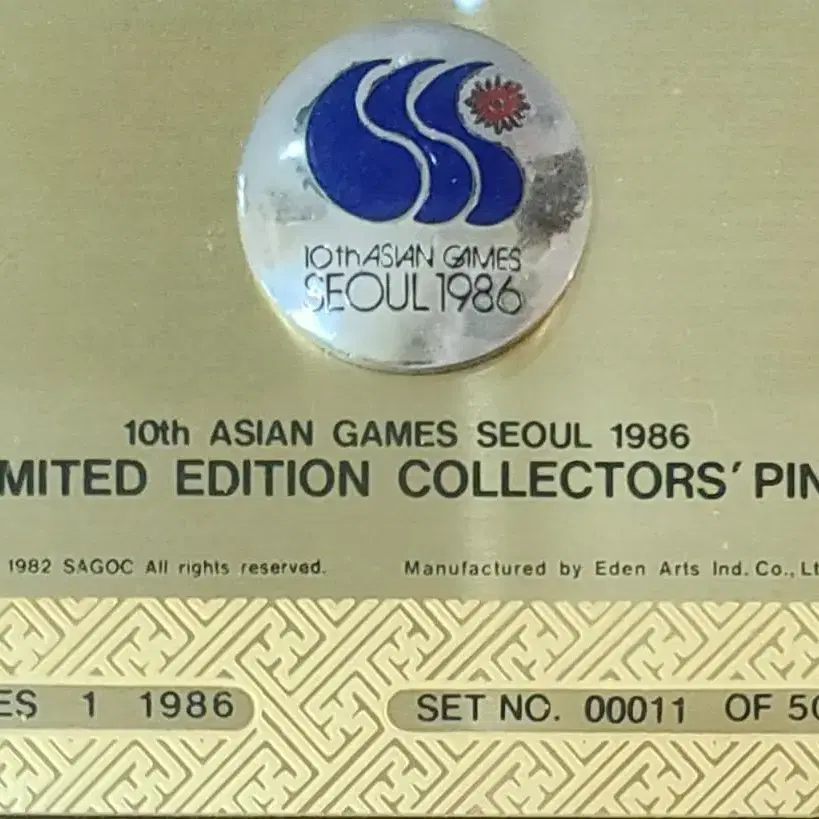 10th ASIAN GAMES
SEOUL 1986
10th ASIAN GAMES SEOUL 1986
MITED EDITION COLLECTORS' PIN
1982 SAGOC All rights reserved.
Manufactured by Eden Arts Ind. Co., Lt
ES 1 1986
SET NO. 00011 OF 50